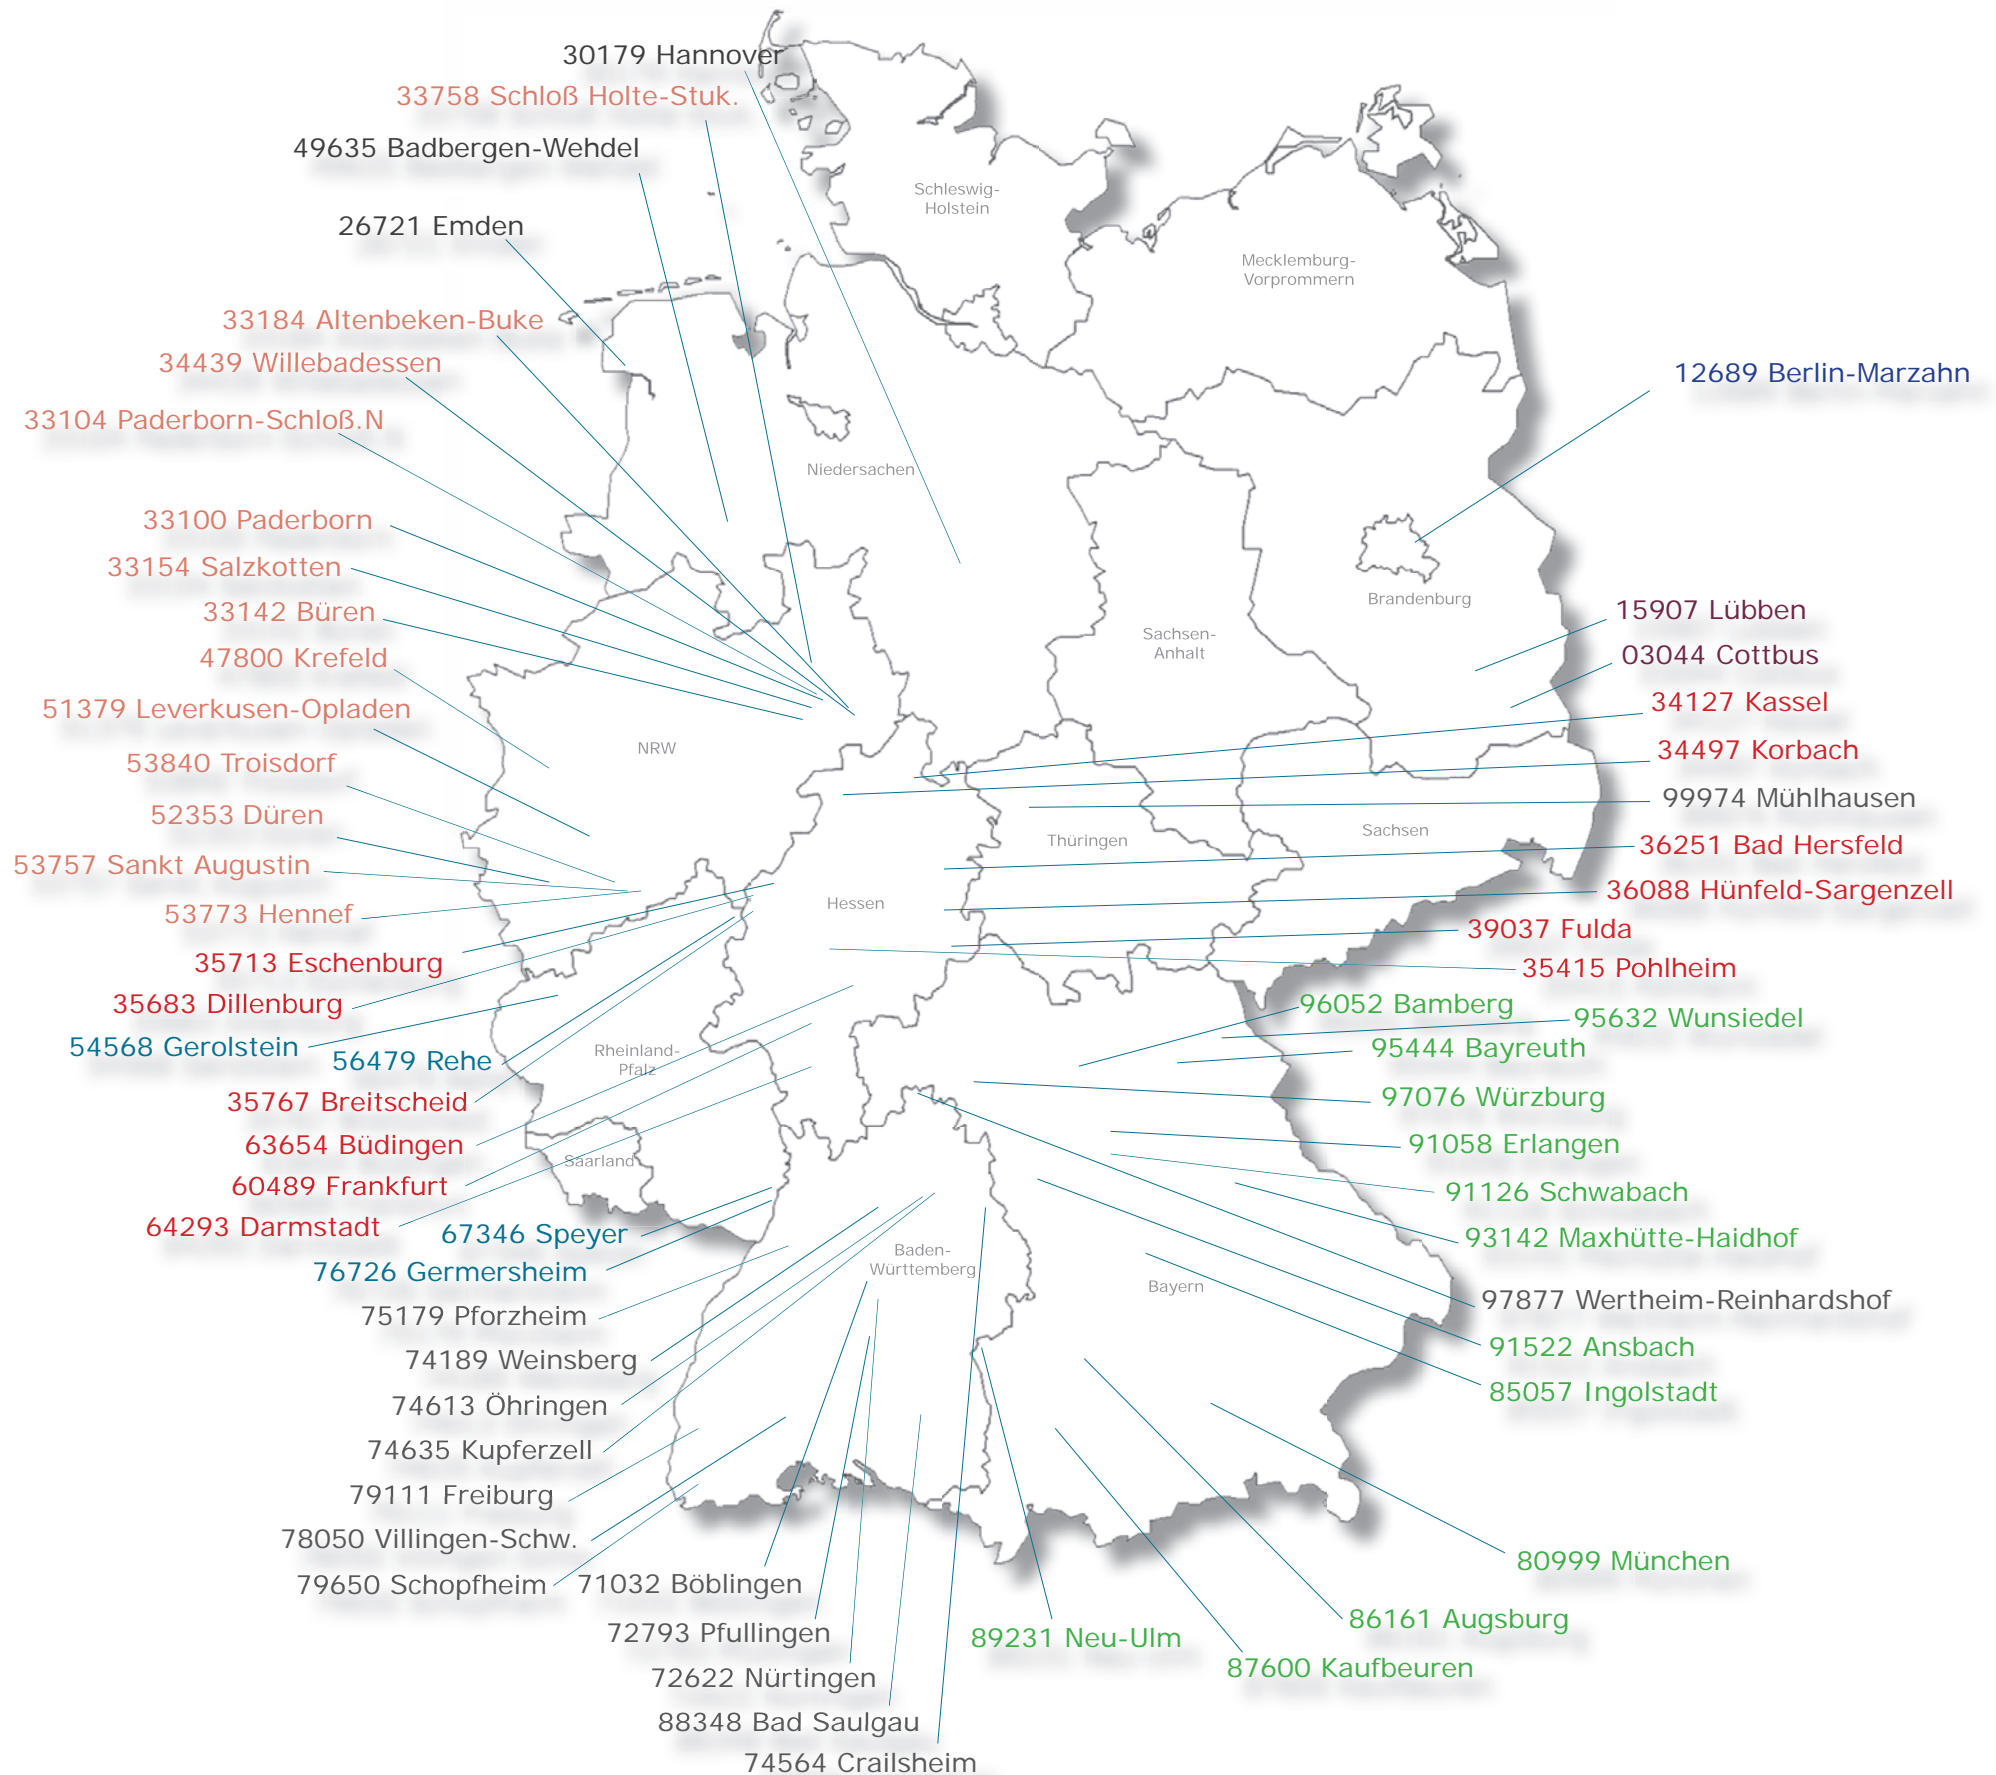 30179 Hannover
33758 Schloß Holte-Stuk.
49635 Badbergen-Wehdel
26721 Emden
33184 Altenbeken-Buke
34439 Willebadessen
33104 Paderborn-Schloß.N
33100 Paderborn
33154 Salzkotten
33142 Büren
47800 Krefeld
51379 Leverkusen-Opladen
53840 Troisdorf
52353 Düren
53757 Sankt Augustin
53773 Hennef
35713 Eschenburg
35683 Dillenburg
54568 Gerolstein
56479 Rehe
35767 Breitscheid
63654 Büdingen
60489 Frankfurt
64293 Darmstadt
67346 Speyer
76726 Germersheim
75179 Pforzheim
74189 Weinsberg
74613 Öhringen
74635 Kupferzell
79111 Freiburg
78050 Villingen-Schw.
79650 Schopfheim
71032 Böblingen
72793 Pfullingen
72622 Nürtingen
88348 Bad Saulgau
74564 Crailsheim
Schleswig-
Holstein
Mecklemburg-
Vorprommern
Niedersachen
Brandenburg
Sachsen-
Anhalt
NRW
Thüringen
Sachsen
Hessen
Rheinland-
Pfalz
Saarland
Baden-
Württemberg
Bayern
12689 Berlin-Marzahn
15907 Lübben
03044 Cottbus
34127 Kassel
34497 Korbach
99974 Mühlhausen
36251 Bad Hersfeld
36088 Hünfeld-Sargenzell
39037 Fulda
35415 Pohlheim
96052 Bamberg
95632 Wunsiedel
95444 Bayreuth
97076 Würzburg
91058 Erlangen
91126 Schwabach
93142 Maxhütte-Haidhof
97877 Wertheim-Reinhardshof
91522 Ansbach
85057 Ingolstadt
80999 München
86161 Augsburg
89231 Neu-Ulm
87600 Kaufbeuren